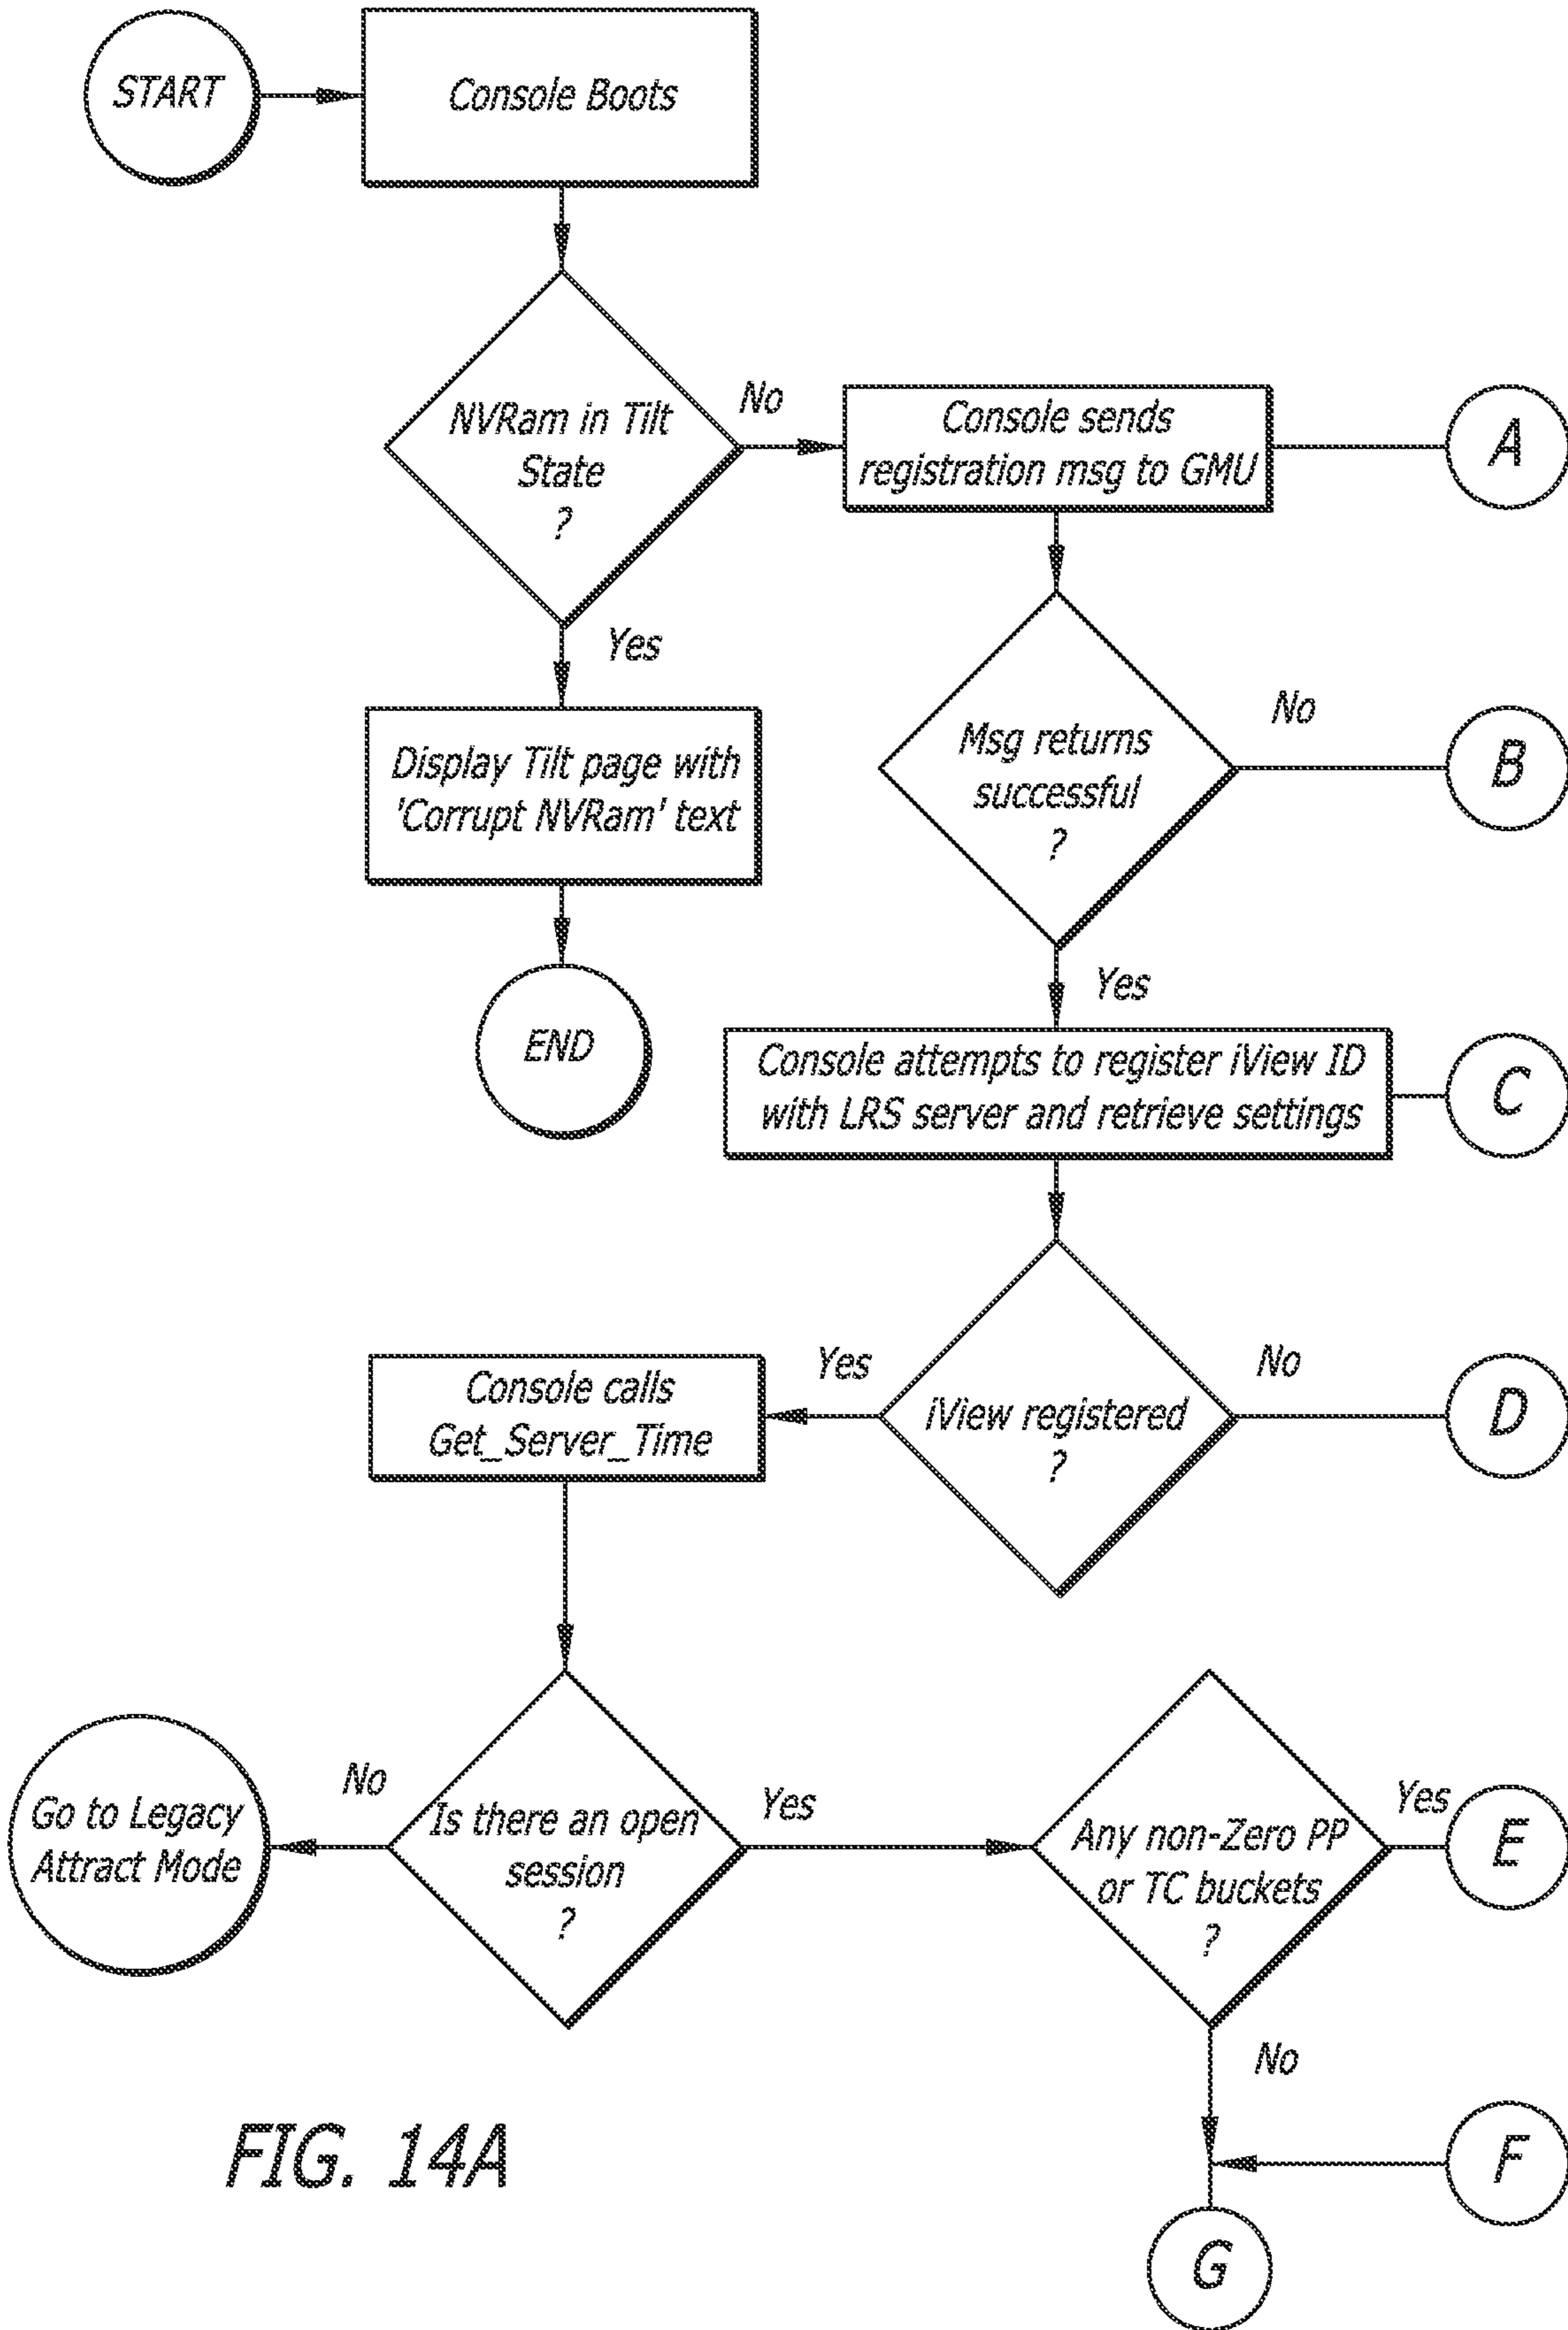 START
Console Boots
NVRam in Tilt
State
?
No
Console sends
registration msg to GMU
A
Yes
Display Tilt page with
'Corrupt NVRam' text
END
Msg returns
successful
?
No
B
Yes
Console attempts to register iView ID
with LRS server and retrieve settings
C
iView registered
?
No
D
Yes
Console calls
Get_Server_Time
Is there an open
session
?
No
Go to Legacy
Attract Mode
Yes
Any non-Zero PP
or TC buckets
?
Yes
E
No
F
G
FIG. 14A